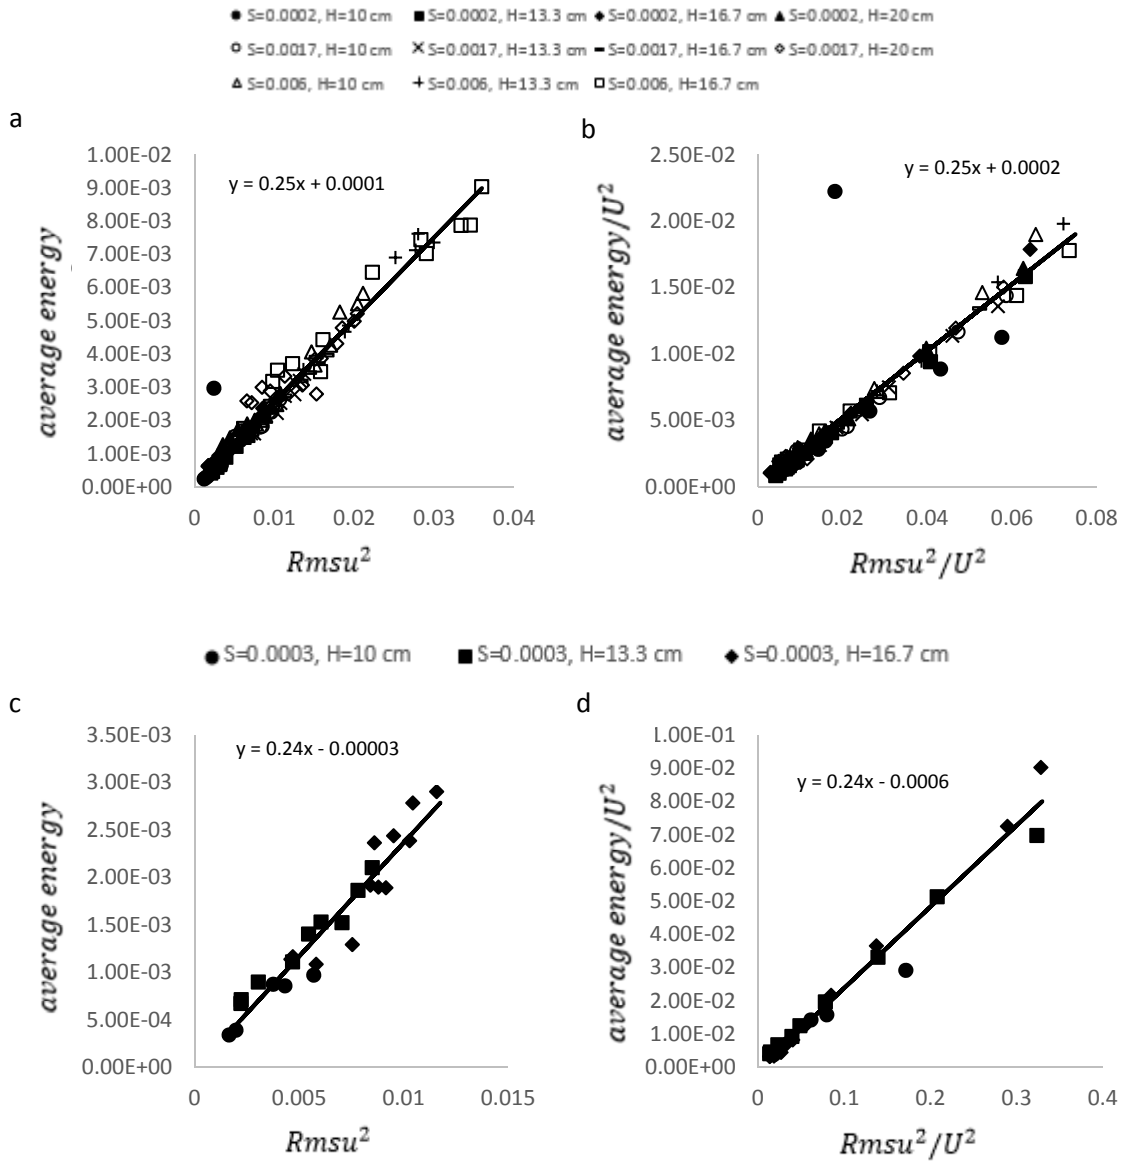 S=0.0002, H=10 cm S=0.0002, H=13.3 cm S=0.0002, H=16.7 cm S=0.0002, H=20 cm
S=0.0017, H=10 cm S=0.0017, H=13.3 cm S=0.0017, H=16.7 cm S=0.0017, H=20 cm
S=0.006, H=10 cm S=0.006, H=13.3 cm S=0.006, H=16.7 cm
a
average energy
1.00E-02
9.00E-03
8.00E-03
7.00E-03
6.00E-03
5.00E-03
4.00E-03
3.00E-03
2.00E-03
1.00E-03
0.00E+00
y = 0.25x + 0.0001
0 0.01 0.02 0.03 0.04
Rmsu²
b
average energy/U²
2.50E-02
2.00E-02
1.50E-02
1.00E-02
5.00E-03
0.00E+00
y = 0.25x + 0.0002
0 0.02 0.04 0.06 0.08
Rmsu²/U²
S=0.0003, H=10 cm S=0.0003, H=13.3 cm S=0.0003, H=16.7 cm
c
average energy
3.50E-03
3.00E-03
2.50E-03
2.00E-03
1.50E-03
1.00E-03
5.00E-04
0.00E+00
y = 0.24x - 0.00003
0 0.005 0.01 0.015
Rmsu²
d
average energy/U²
1.00E-01
9.00E-02
8.00E-02
7.00E-02
6.00E-02
5.00E-02
4.00E-02
3.00E-02
2.00E-02
1.00E-02
0.00E+00
y = 0.24x - 0.0006
0 0.1 0.2 0.3 0.4
Rmsu²/U²